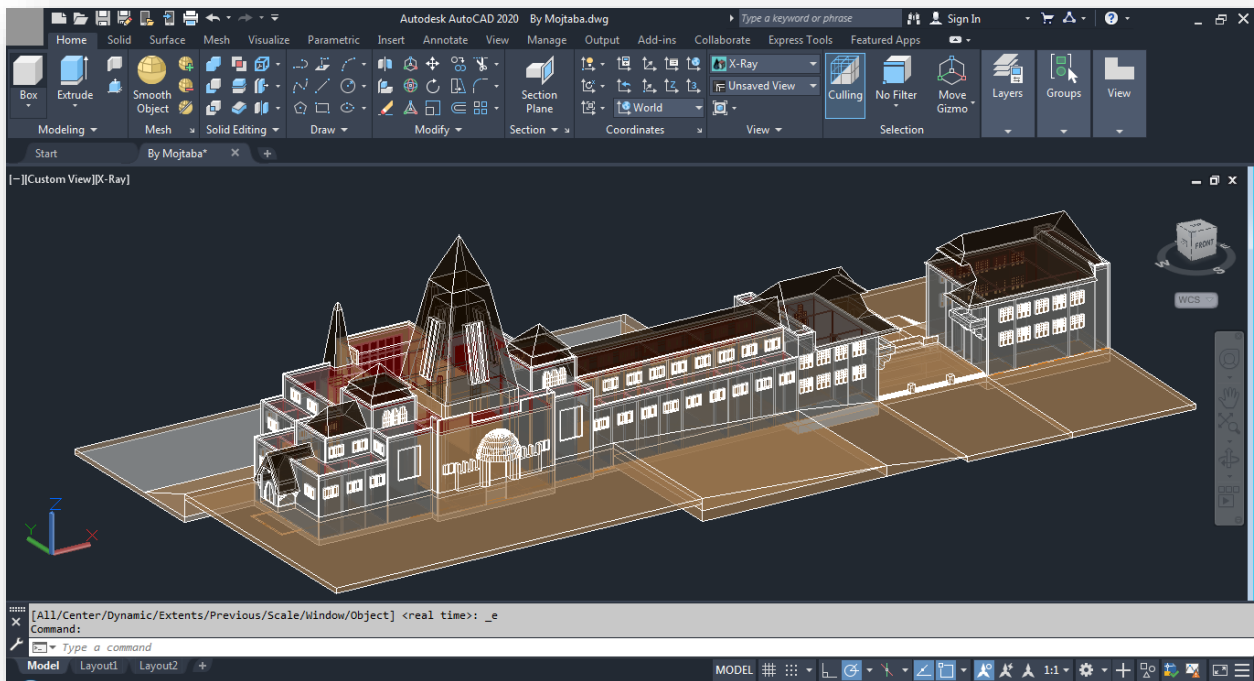 Autodesk AutoCAD 2020 By Mojtaba.dwg
Type a keyword or phrase
Sign In
Home Solid Surface Mesh Visualize Parametric Insert Annotate View Manage Output Add-ins Collaborate Express Tools Featured Apps
Box
Extrude
Smooth Object
Section Plane
World
X-Ray
Unsaved View
Culling
No Filter
Move Gizmo
Layers
Groups
View
Modeling Mesh Solid Editing Draw Modify Section Coordinates View Selection
Start By Mojtaba*
[−][Custom View][X-Ray]
FRONT
W
S
WCS
Z
Y
X
[All/Center/Dynamic/Extents/Previous/Scale/Window/Object] <real time>: _e
Command:
Type a command
Model Layout1 Layout2 +
MODEL 1:1